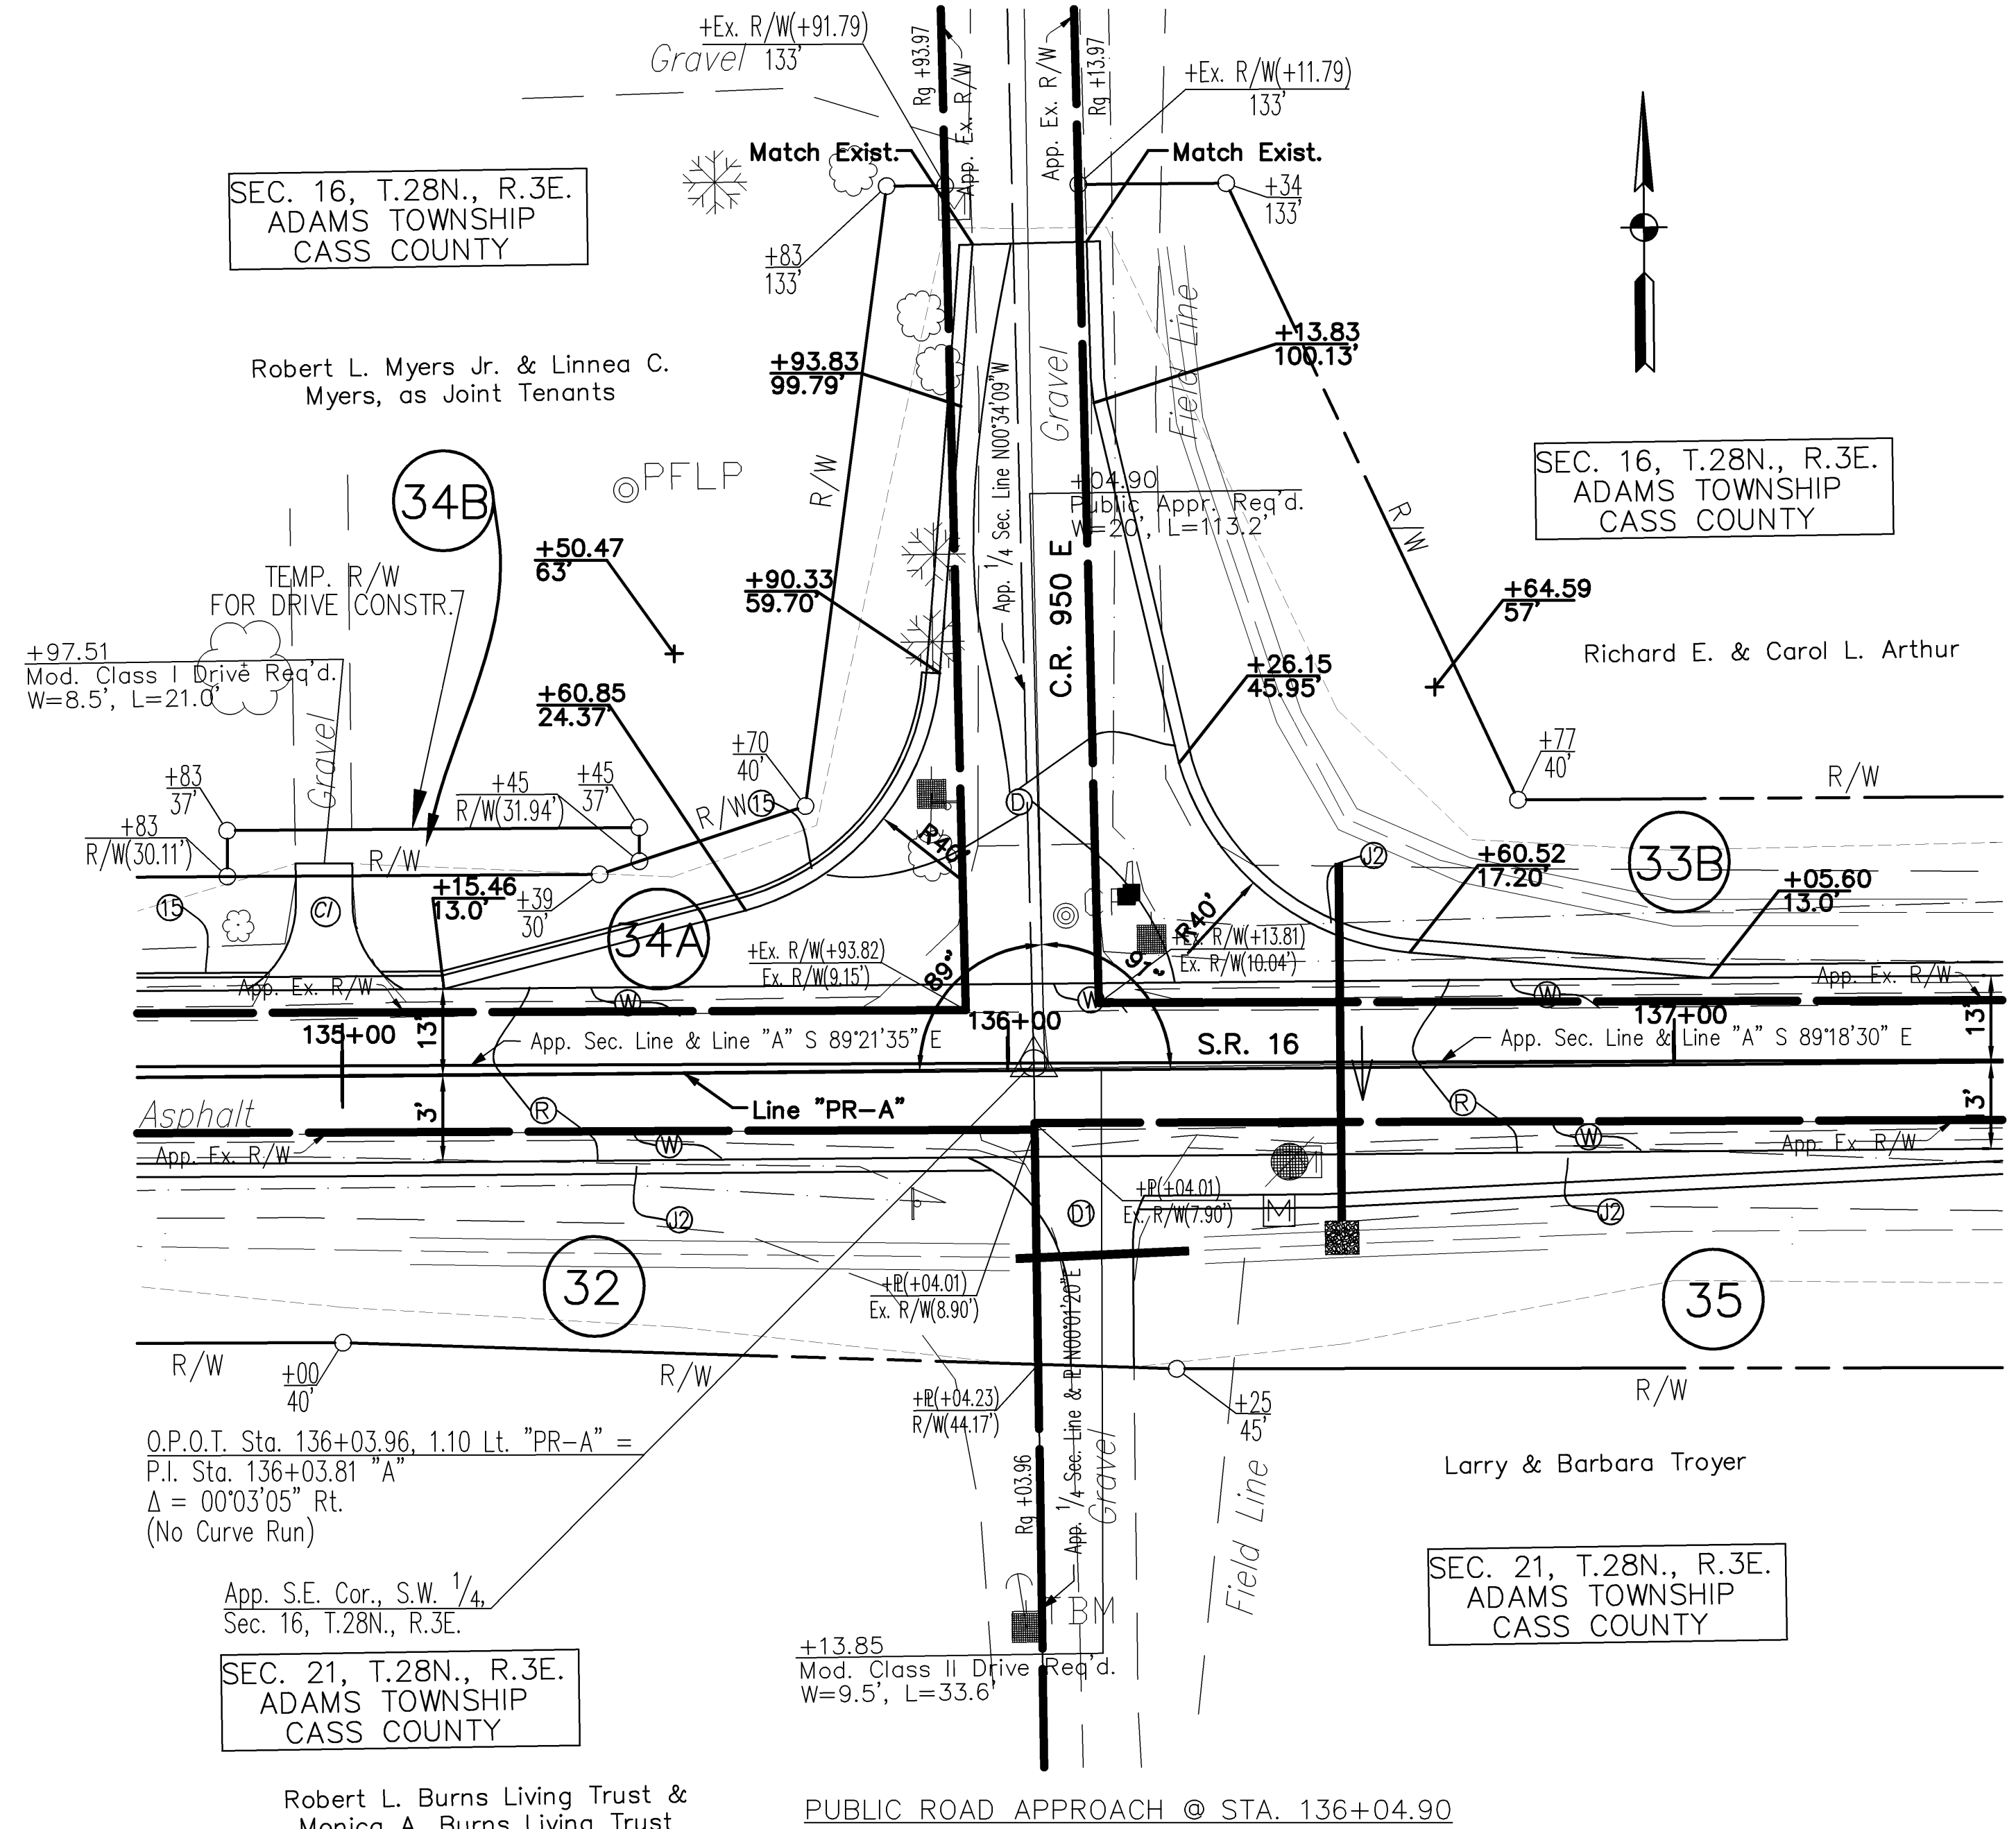 +Ex. R/W(+91.79)
133'
Gravel
Rg +93.97
App. Ex. R/W
App. Ex. R/W
Rg +13.97
+Ex. R/W(+11.79)
133'
Match Exist.
Match Exist.
+34
133'
+83
133'
SEC. 16, T.28N., R.3E.
ADAMS TOWNSHIP
CASS COUNTY
Robert L. Myers Jr. & Linnea C.
Myers, as Joint Tenants
+93.83
99.79'
+13.83
100.13'
Field Line
Gravel
App. 1/4 Sec. Line N00°34'09"W
SEC. 16, T.28N., R.3E.
ADAMS TOWNSHIP
CASS COUNTY
34B
PFLP
R/W
+04.90
Public Appr. Req'd.
W=20', L=113.2'
R/W
+50.47
63'
C.R. 950 E
TEMP. R/W
FOR DRIVE CONSTR.
+90.33
59.70'
+64.59
57'
+97.51
Mod. Class I Drive Req'd.
W=8.5', L=21.0'
Richard E. & Carol L. Arthur
+60.85
24.37'
+26.15
45.95'
Gravel
+70
40'
+77
40'
R/W
+83
37'
+45
R/W(31.94')
+45
37'
R/W
15
D
+83
R/W(30.11')
R/W
R40'
J2
+60.52
17.20'
33B
+05.60
13.0'
15
CI
+15.46
13.0'
+39
30'
34A
R40'
+Ex. R/W(+93.82)
Ex. R/W(9.15')
+Ex. R/W(+13.81)
Ex. R/W(10.04')
89°
91°
App. Ex. R/W
W
W
W
App. Ex. R/W
135+00
13'
136+00
137+00
13'
App. Sec. Line & Line "A" S 89°21'35" E
S.R. 16
App. Sec. Line & Line "A" S 89°18'30" E
Asphalt
3'
R
Line "PR-A"
R
3'
App. Ex. R/W
W
W
App. Ex. R/W
P
D1
+PL(+04.01)
Ex. R/W(7.90')
M
J2
J2
32
+PL(+04.01)
Ex. R/W(8.90')
35
R/W
+00
40'
R/W
+PL(+04.23)
R/W(44.17')
+25
45'
R/W
App. 1/4 Sec. Line & PL N00°01'20"E
O.P.O.T. Sta. 136+03.96, 1.10 Lt. "PR-A" =
P.I. Sta. 136+03.81 "A"
Δ = 00°03'05" Rt.
(No Curve Run)
Rg +03.96
Gravel
Field Line
Larry & Barbara Troyer
App. S.E. Cor., S.W. 1/4,
Sec. 16, T.28N., R.3E.
TBM
SEC. 21, T.28N., R.3E.
ADAMS TOWNSHIP
CASS COUNTY
+13.85
Mod. Class II Drive Req'd.
W=9.5', L=33.6'
SEC. 21, T.28N., R.3E.
ADAMS TOWNSHIP
CASS COUNTY
Robert L. Burns Living Trust &
Monica A. Burns Living Trust
PUBLIC ROAD APPROACH @ STA. 136+04.90